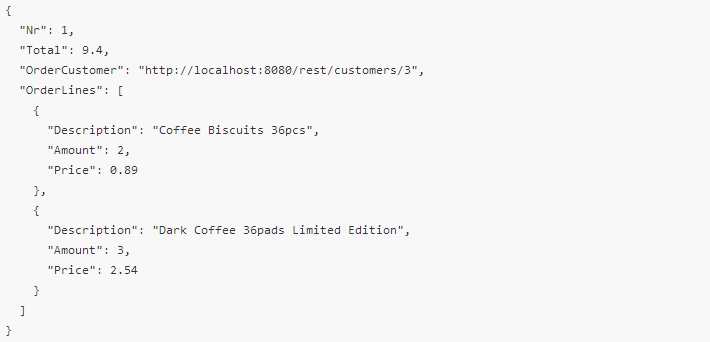 {
  "Nr": 1,
  "Total": 9.4,
  "OrderCustomer": "http://localhost:8080/rest/customers/3",
  "OrderLines": [
    {
      "Description": "Coffee Biscuits 36pcs",
      "Amount": 2,
      "Price": 0.89
    },
    {
      "Description": "Dark Coffee 36pads Limited Edition",
      "Amount": 3,
      "Price": 2.54
    }
  ]
}